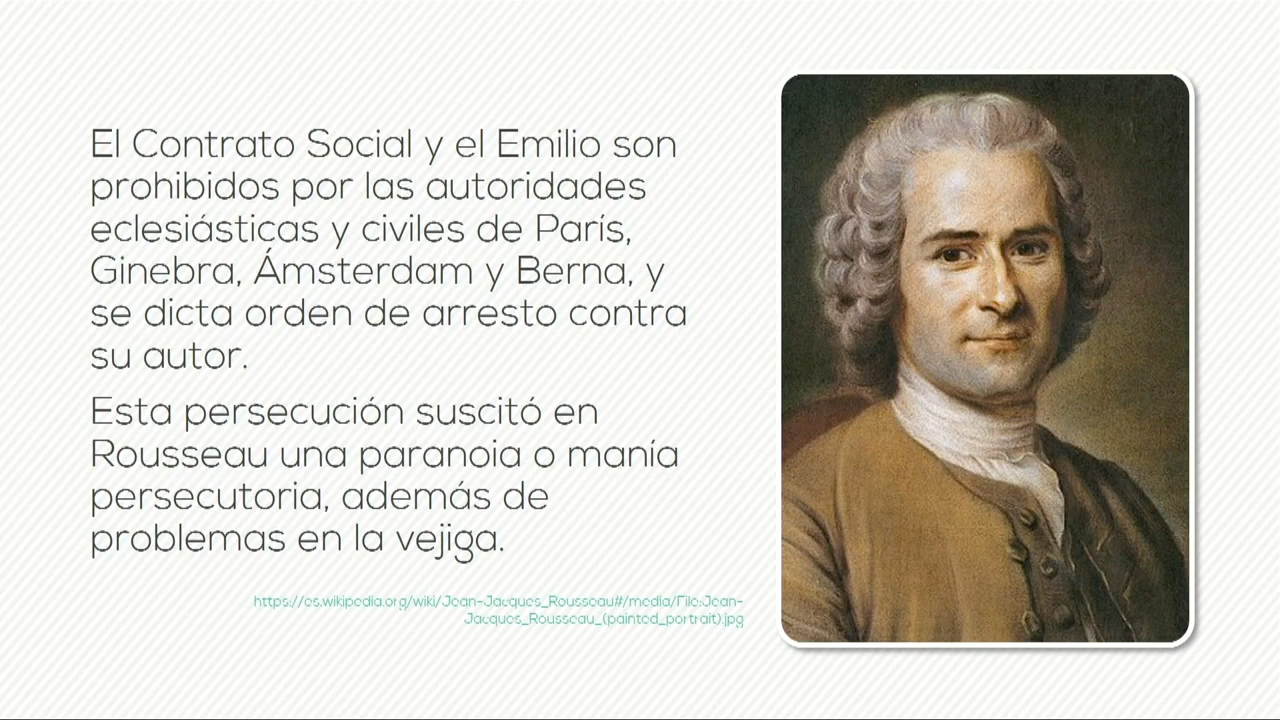 El Contrato Social y el Emilio son
prohibidos por las autoridades
eclesiásticas y civiles de París,
Ginebra, Ámsterdam y Berna, y
se dicta orden de arresto contra
su autor.
Esta persecución suscitó en
Rousseau una paranoia o manía
persecutoria, además de
problemas en la vejiga.
https://es.wikipedia.org/wiki/Jean-Jacques_Rousseau#/media/File:Jean-
Jacques_Rousseau_(painted_portrait).jpg